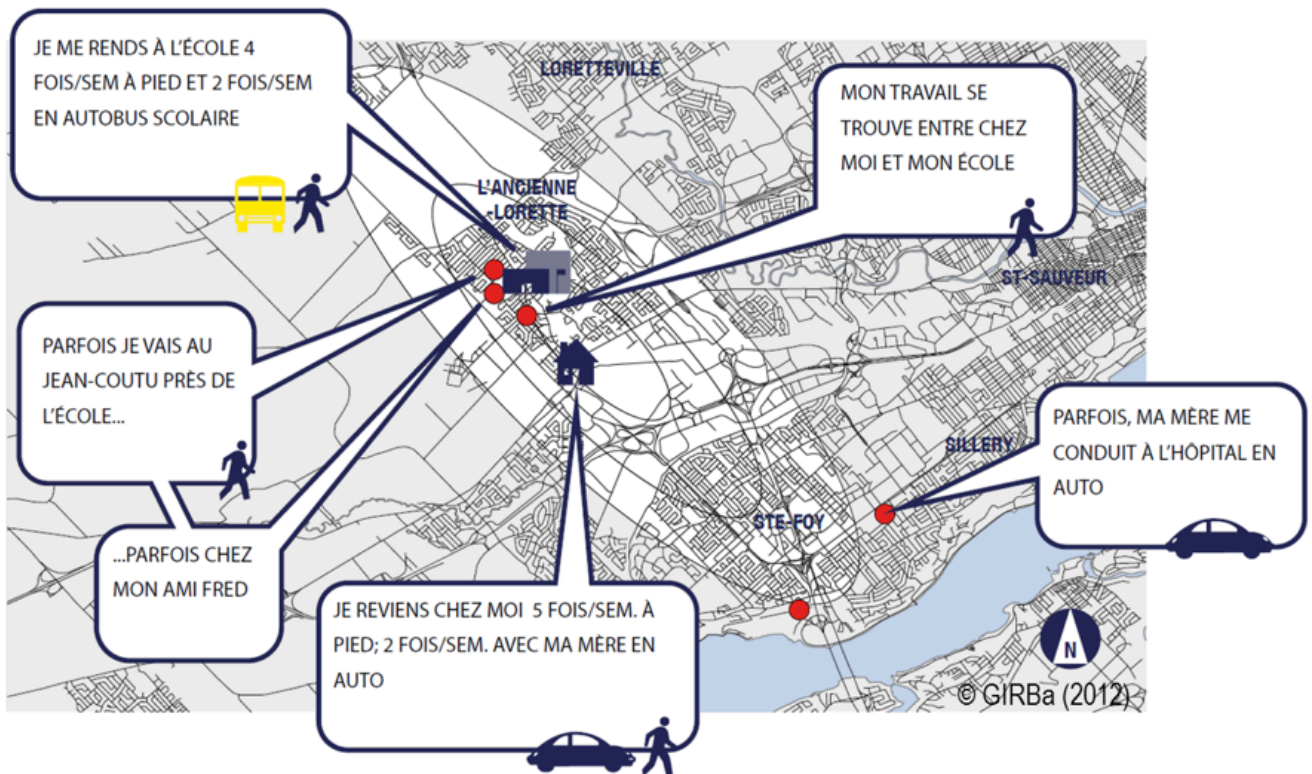 JE ME RENDS À L'ÉCOLE 4
FOIS/SEM À PIED ET 2 FOIS/SEM
EN AUTOBUS SCOLAIRE
LORETTEVILLE
MON TRAVAIL SE
TROUVE ENTRE CHEZ
MOI ET MON ÉCOLE
L'ANCIENNE
-LORETTE
ST-SAUVEUR
PARFOIS JE VAIS AU
JEAN-COUTU PRÈS DE
L'ÉCOLE...
PARFOIS, MA MÈRE ME
CONDUIT À L'HÔPITAL EN
AUTO
SILLERY
STE-FOY
...PARFOIS CHEZ
MON AMI FRED
JE REVIENS CHEZ MOI 5 FOIS/SEM. À
PIED; 2 FOIS/SEM. AVEC MA MÈRE EN
AUTO
N
© GIRBa (2012)